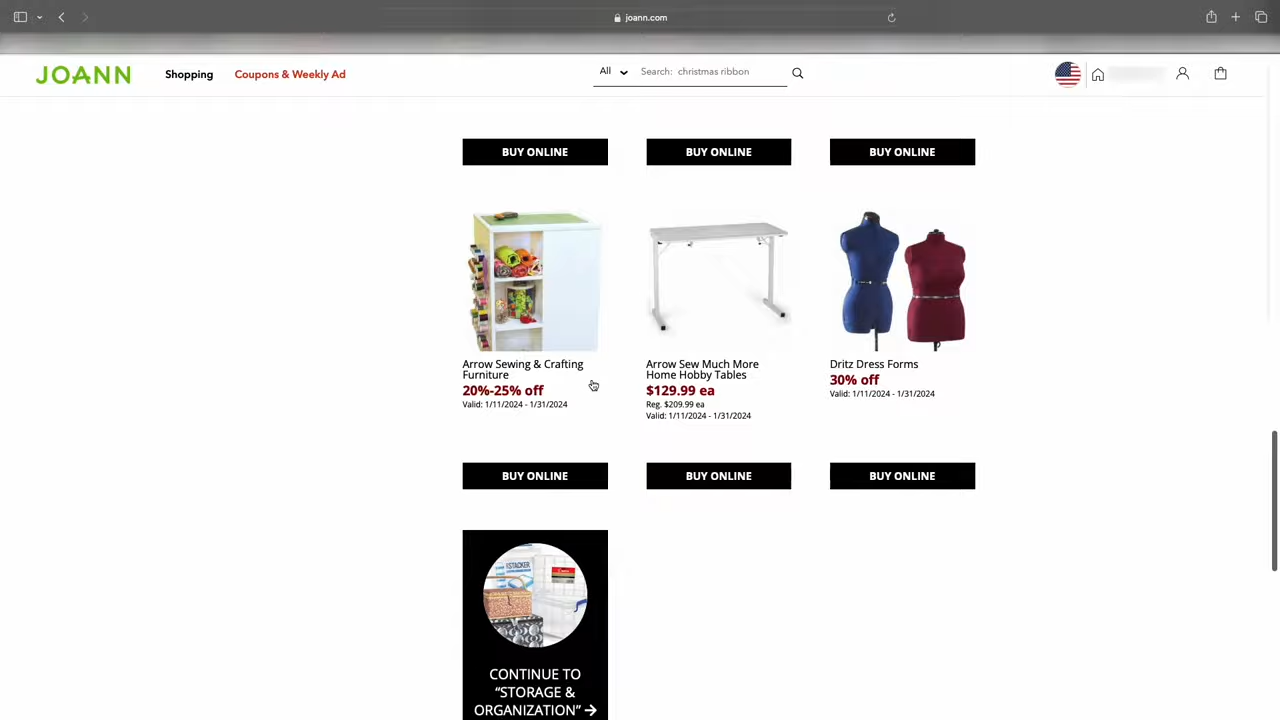 joann.com
JOANN
Shopping
Coupons & Weekly Ad
All
Search: christmas ribbon
BUY ONLINE
BUY ONLINE
BUY ONLINE
Arrow Sewing & Crafting
Furniture
20%-25% off
Valid: 1/11/2024 - 1/31/2024
Arrow Sew Much More
Home Hobby Tables
$129.99 ea
Reg. $209.99 ea
Valid: 1/11/2024 - 1/31/2024
Dritz Dress Forms
30% off
Valid: 1/11/2024 - 1/31/2024
BUY ONLINE
BUY ONLINE
BUY ONLINE
STACKER
CONTINUE TO
“STORAGE &
ORGANIZATION” →